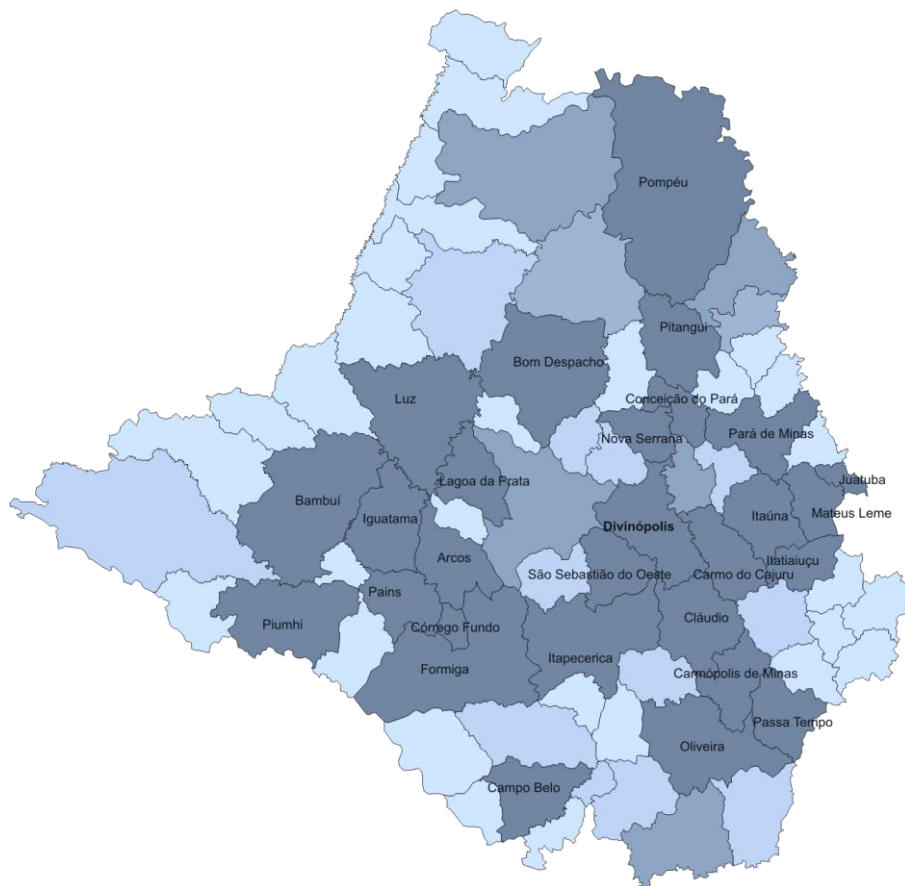 Pompéu
Pitangui
Bom Despacho
Luz
Conceição do Pará
Nova Serrana
Pará de Minas
Juatuba
Lagoa da Prata
Bambuí
Mateus Leme
Iguatama
Itaúna
Divinópolis
Arcos
Itatiaiuçu
São Sebastião do Oeste
Carmo do Cajuru
Pains
Cláudio
Piumhi
Córrego Fundo
Itapecerica
Formiga
Carmópolis de Minas
Passa Tempo
Oliveira
Campo Belo